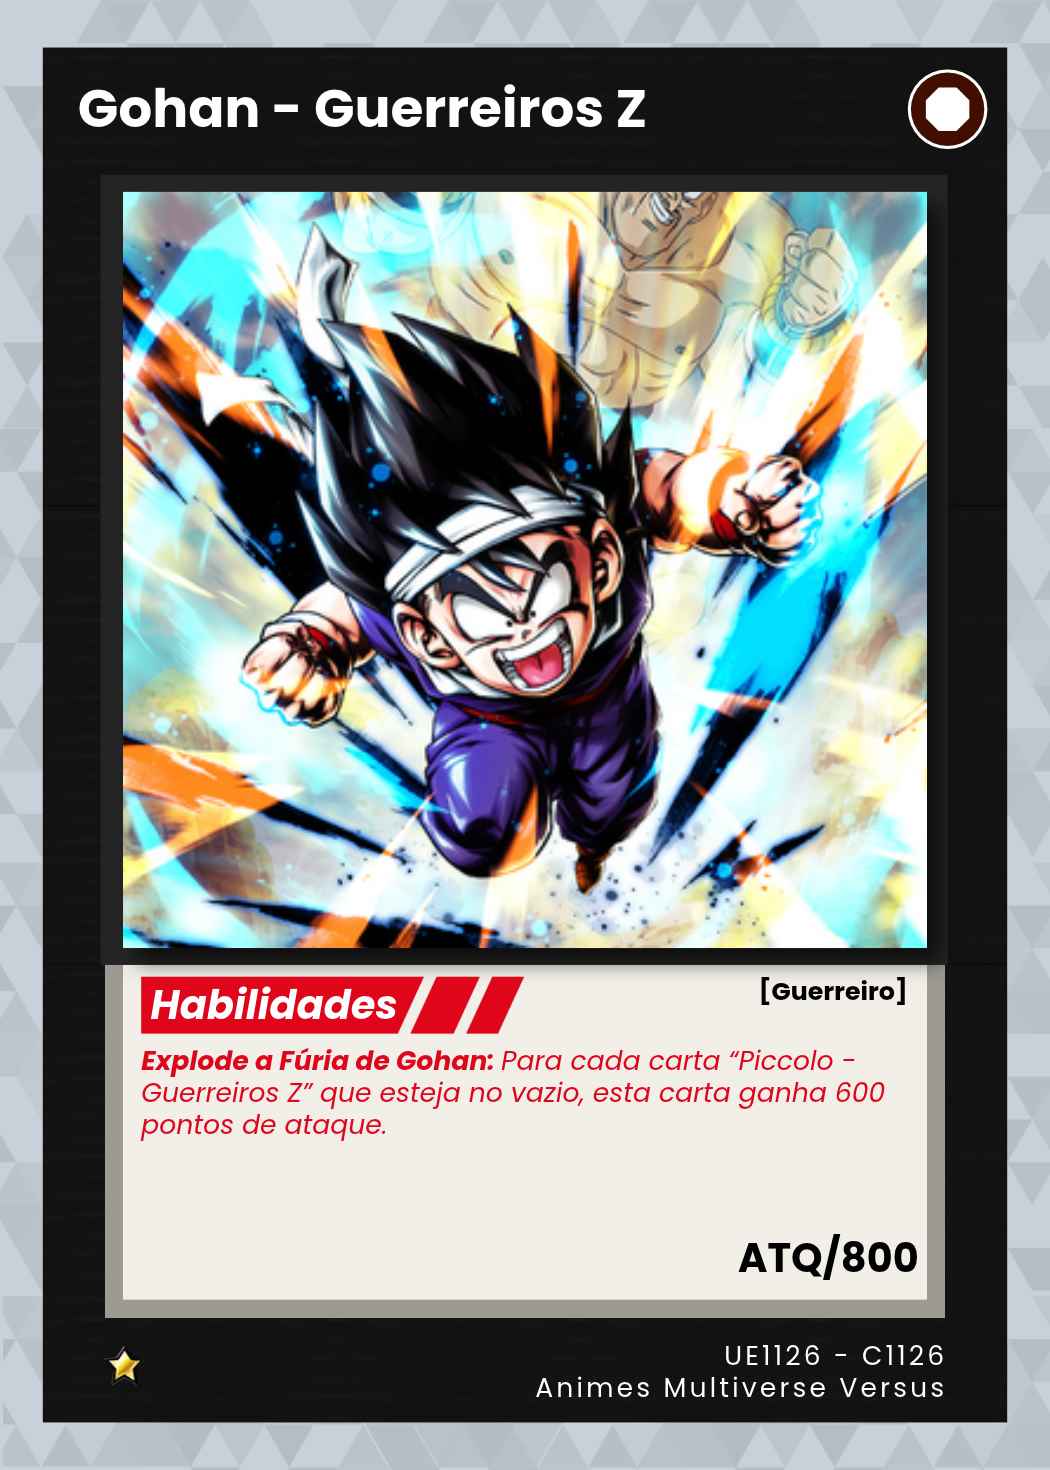 Gohan - Guerreiros Z
Habilidades
[Guerreiro]
Explode a Fúria de Gohan: Para cada carta “Piccolo -
Guerreiros Z” que esteja no vazio, esta carta ganha 600
pontos de ataque.
ATQ/800
UE1126 - C1126
Animes Multiverse Versus